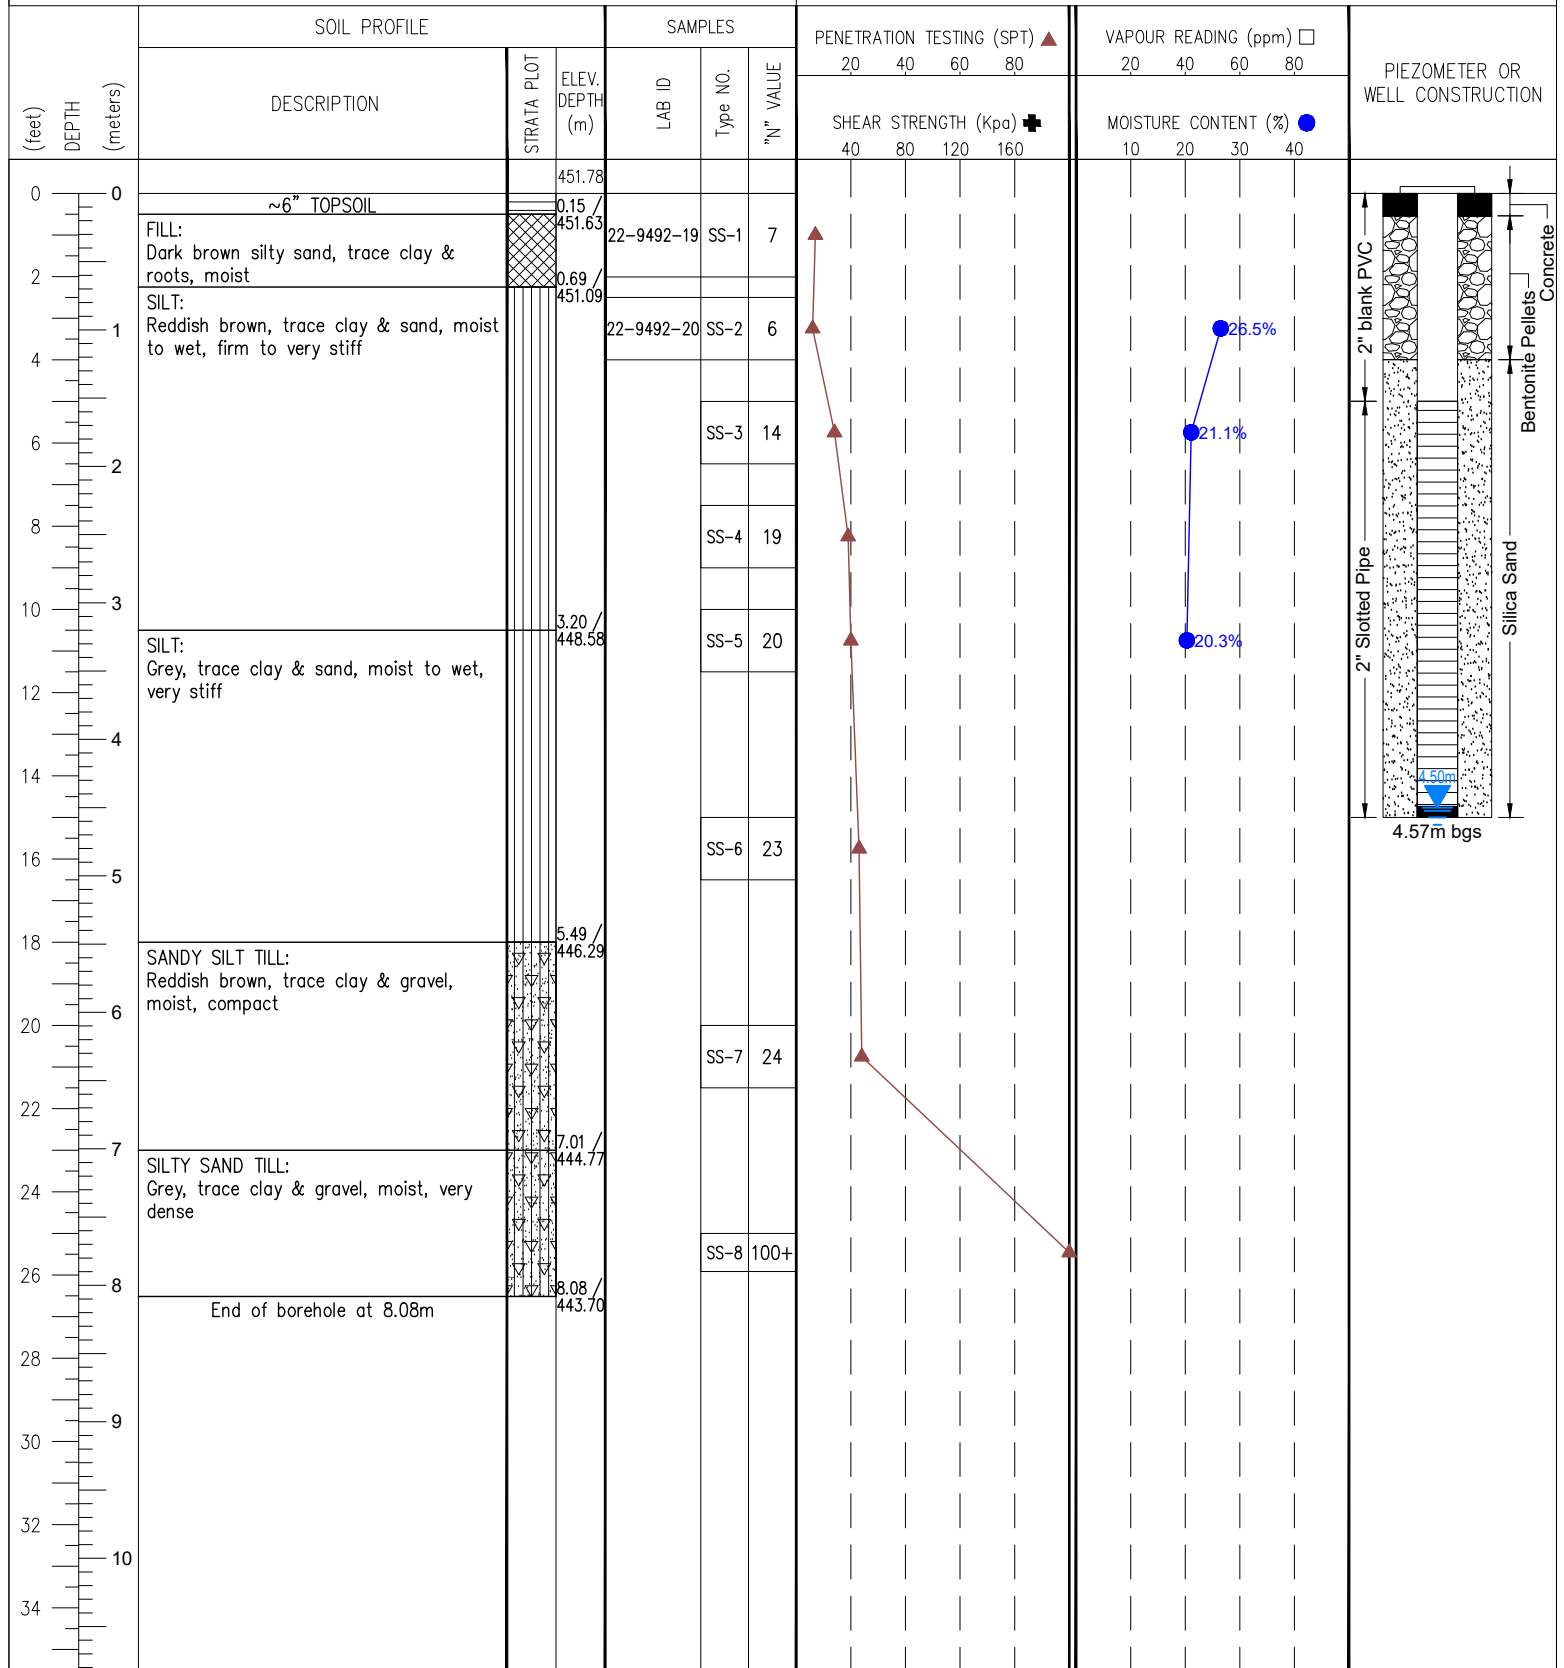 SOIL PROFILE
SAMPLES
PENETRATION TESTING (SPT)
20 40 60 80
SHEAR STRENGTH (Kpa)
40 80 120 160
VAPOUR READING (ppm)
20 40 60 80
MOISTURE CONTENT (%)
10 20 30 40
PIEZOMETER OR
WELL CONSTRUCTION
(feet)
DEPTH
(meters)
DESCRIPTION
STRATA PLOT
ELEV.
DEPTH
(m)
LAB ID
Type NO.
"N" VALUE
451.78
0 0
~6" TOPSOIL
0.15 /
451.63
FILL:
Dark brown silty sand, trace clay &
roots, moist
22-9492-19 SS-1 7
0.69 /
451.09
2
SILT:
Reddish brown, trace clay & sand, moist
to wet, firm to very stiff
22-9492-20 SS-2 6
26.5%
1
4
SS-3 14
21.1%
6
2
8
SS-4 19
10
3
3.20 /
448.58
SILT:
Grey, trace clay & sand, moist to wet,
very stiff
SS-5 20
20.3%
12
4
14
SS-6 23
16
5
18
5.49 /
446.29
SANDY SILT TILL:
Reddish brown, trace clay & gravel,
moist, compact
6
20
SS-7 24
22
7
7.01 /
444.77
SILTY SAND TILL:
Grey, trace clay & gravel, moist, very
dense
24
SS-8 100+
26
8
8.08 /
443.70
End of borehole at 8.08m
28
9
30
32
10
34
2" blank PVC
2" Slotted Pipe
Concrete
Bentonite Pellets
Silica Sand
4.50m
4.57m bgs